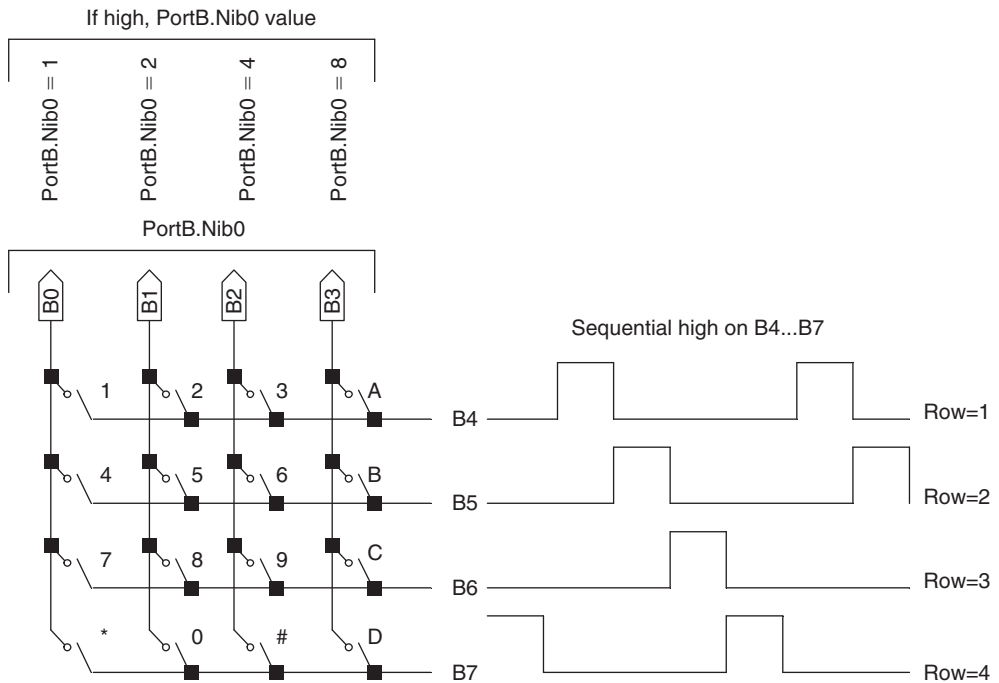 If high, PortB.Nib0 value
PortB.Nib0 = 1
PortB.Nib0 = 2
PortB.Nib0 = 4
PortB.Nib0 = 8
PortB.Nib0
B0 B1 B2 B3
Sequential high on B4...B7
1 2 3 A B4 Row=1
4 5 6 B B5 Row=2
7 8 9 C B6 Row=3
* 0 # D B7 Row=4